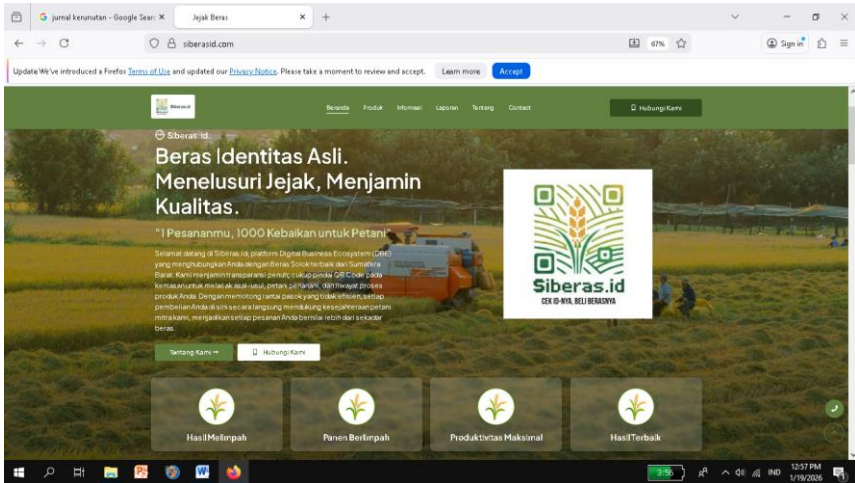 jurnal kerunutan - Google Searc
Jejak Beras
siberasid.com
67%
Sign in
Update We've introduced a Firefox Terms of Use and updated our Privacy Notice. Please take a moment to review and accept.
Learn more
Accept
Siberas.id
Beranda Produk Informasi Laporan Tentang Contact
Hubungi Kami
Siberas.id
Beras Identitas Asli.
Menelusuri Jejak, Menjamin
Kualitas.
"1 Pesananmu, 1000 Kebaikan untuk Petani"
Selamat datang di Siberas.id, platform Digital Business Ecosystem (DBE)
yang menghubungkan Anda dengan Beras Solok terbaik dari Sumatera
Barat. Kami menjamin transparansi penuh; cukup pindai QR Code pada
kemasan untuk melacak asal-usul, petani penanam, dan riwayat proses
produk Anda. Dengan memotong rantai pasok yang tidak efisien, setiap
pembelian Anda di sini secara langsung mendukung kesejahteraan petani
mitra kami, menjadikan setiap pesanan Anda bernilai lebih dari sekadar
beras.
Tentang Kami →
Hubungi Kami
Siberas.id
CEK ID-NYA, BELI BERASNYA
Hasil Melimpah
Panen Berlimpah
Produktivitas Maksimal
Hasil Terbaik
3:56
IND
12:57 PM
1/19/2026